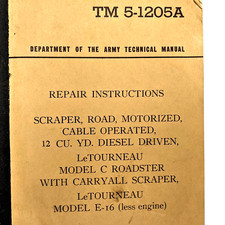 TM 5-1205A
DEPARTMENT OF THE ARMY TECHNICAL MANUAL
REPAIR INSTRUCTIONS
SCRAPER, ROAD, MOTORIZED,
CABLE OPERATED,
12 CU. YD. DIESEL DRIVEN,
LeTOURNEAU
MODEL C ROADSTER
WITH CARRYALL SCRAPER,
LeTOURNEAU
MODEL E-16 (less engine)